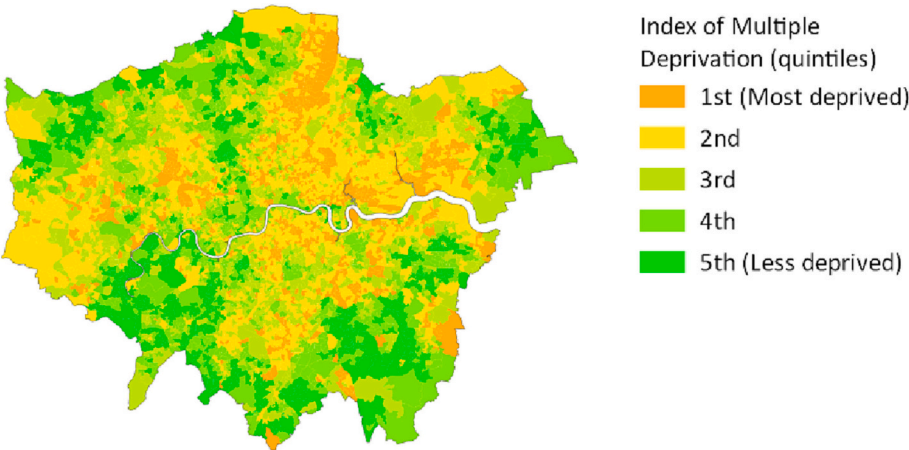 Index of Multiple
Deprivation (quintiles)
1st (Most deprived)
2nd
3rd
4th
5th (Less deprived)